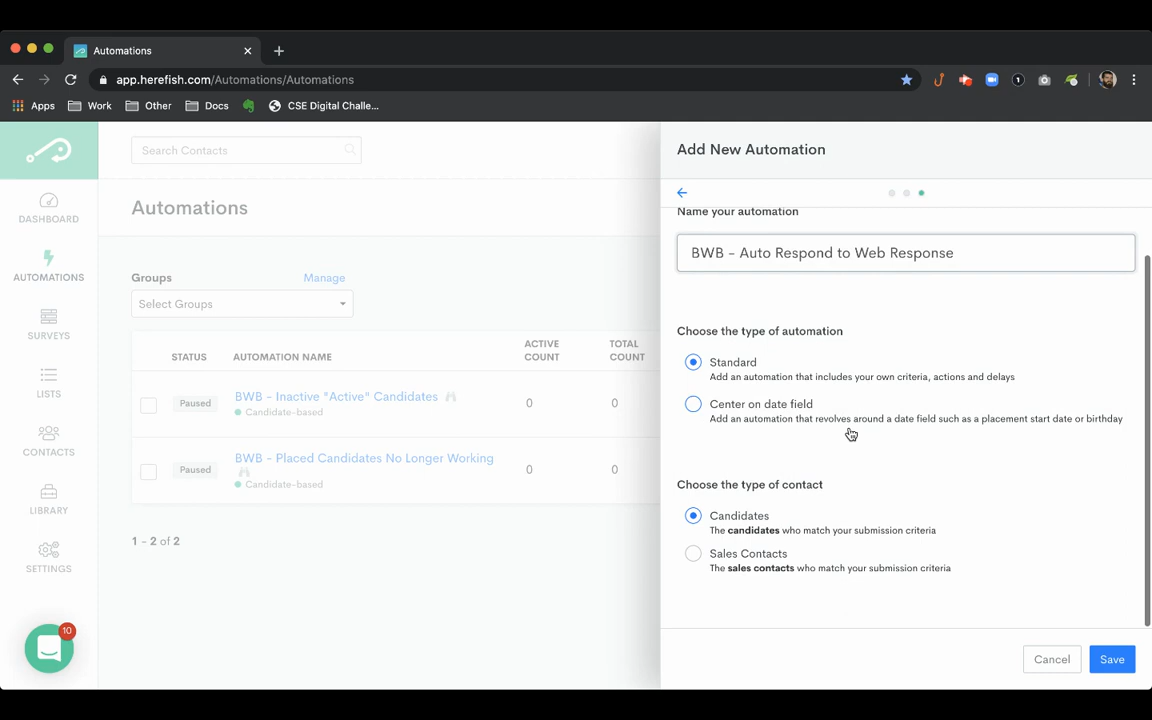 Automations
app.herefish.com/Automations/Automations
Apps Work Other Docs CSE Digital Challe...
DASHBOARD
AUTOMATIONS
SURVEYS
LISTS
CONTACTS
LIBRARY
SETTINGS
10
Search Contacts
Automations
Groups Manage
Select Groups
STATUS AUTOMATION NAME ACTIVE COUNT TOTAL COUNT
Paused BWB - Inactive "Active" Candidates 0 0
Candidate-based
Paused BWB - Placed Candidates No Longer Working 0 0
Candidate-based
1 - 2 of 2
Add New Automation
Name your automation
BWB - Auto Respond to Web Response
Choose the type of automation
Standard
Add an automation that includes your own criteria, actions and delays
Center on date field
Add an automation that revolves around a date field such as a placement start date or birthday
Choose the type of contact
Candidates
The candidates who match your submission criteria
Sales Contacts
The sales contacts who match your submission criteria
Cancel Save